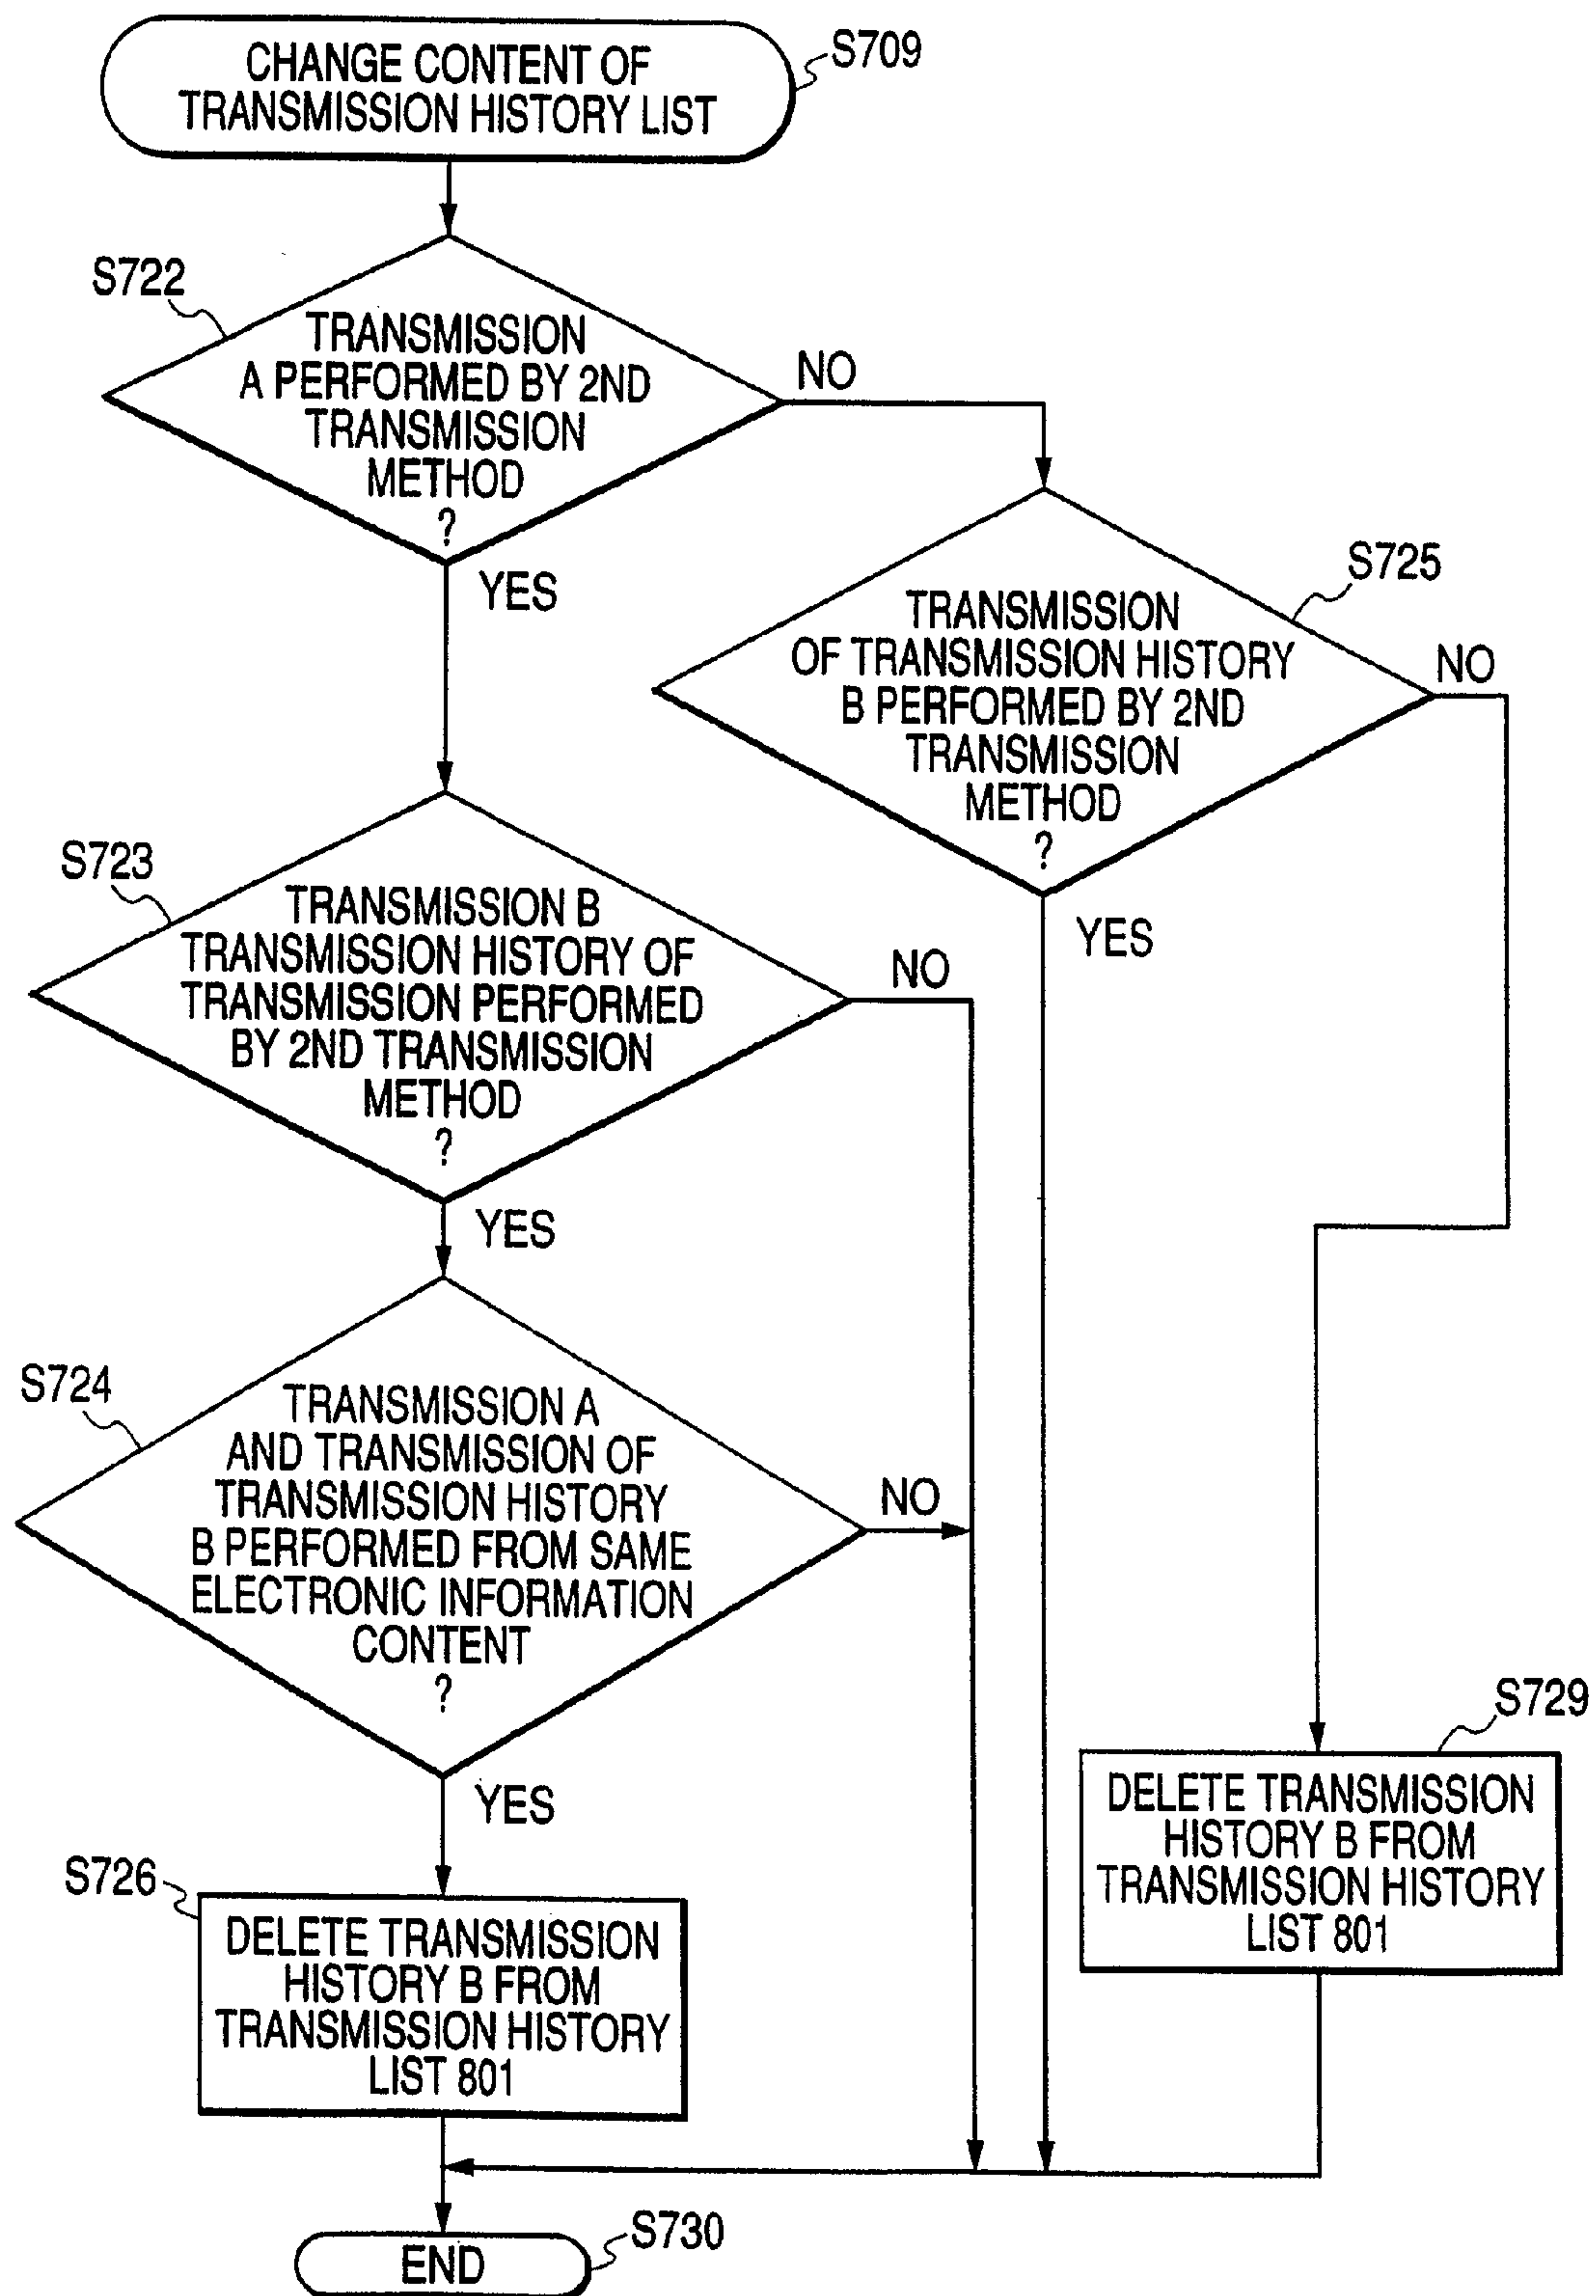 CHANGE CONTENT OF
TRANSMISSION HISTORY LIST
S709
S722
TRANSMISSION
A PERFORMED BY 2ND
TRANSMISSION
METHOD
?
NO
YES
S725
TRANSMISSION
OF TRANSMISSION HISTORY
B PERFORMED BY 2ND
TRANSMISSION
METHOD
?
NO
YES
S723
TRANSMISSION B
TRANSMISSION HISTORY OF
TRANSMISSION PERFORMED
BY 2ND TRANSMISSION
METHOD
?
NO
YES
S724
TRANSMISSION A
AND TRANSMISSION OF
TRANSMISSION HISTORY
B PERFORMED FROM SAME
ELECTRONIC INFORMATION
CONTENT
?
NO
YES
S729
DELETE TRANSMISSION
HISTORY B FROM
TRANSMISSION HISTORY
LIST 801
S726
DELETE TRANSMISSION
HISTORY B FROM
TRANSMISSION HISTORY
LIST 801
END
S730